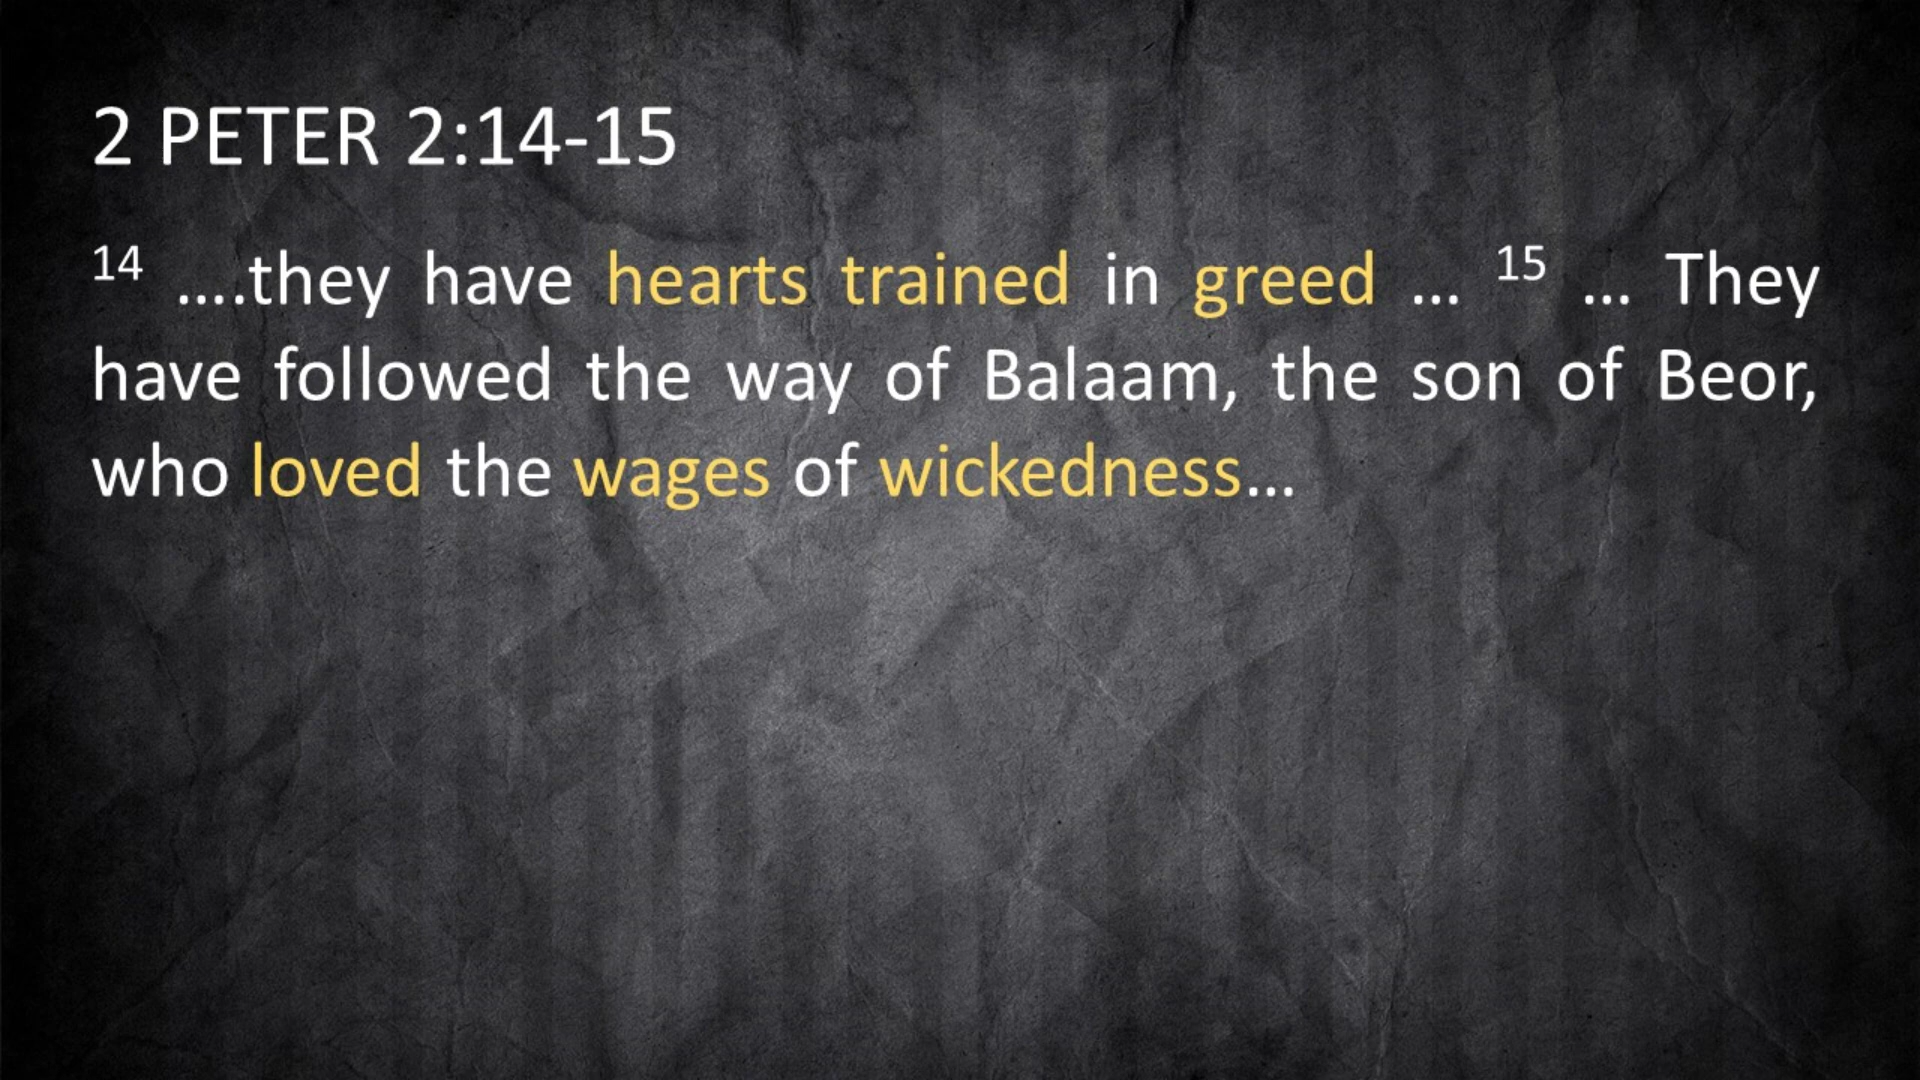 2 PETER 2:14-15
14 ….they have hearts trained in greed … 15 … They
have followed the way of Balaam, the son of Beor,
who loved the wages of wickedness…